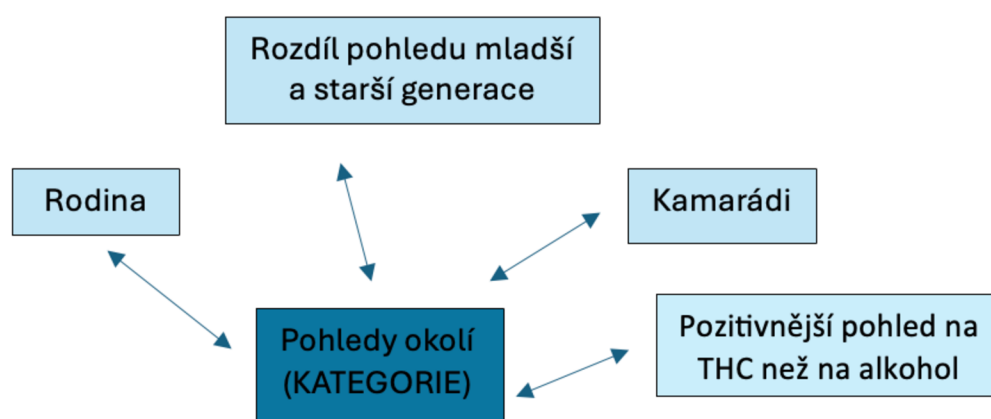 Rozdíl pohledu mladší
a starší generace
Rodina
Kamarádi
Pohledy okolí
(KATEGORIE)
Pozitivnější pohled na
THC než na alkohol